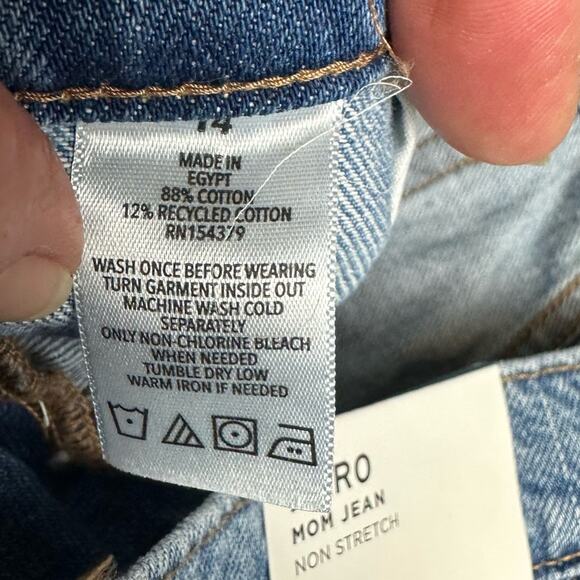 14
MADE IN
EGYPT
88% COTTON
12% RECYCLED COTTON
RN154379
WASH ONCE BEFORE WEARING
TURN GARMENT INSIDE OUT
MACHINE WASH COLD
SEPARATELY
ONLY NON-CHLORINE BLEACH
WHEN NEEDED
TUMBLE DRY LOW
WARM IRON IF NEEDED
MOM JEAN
NON STRETCH